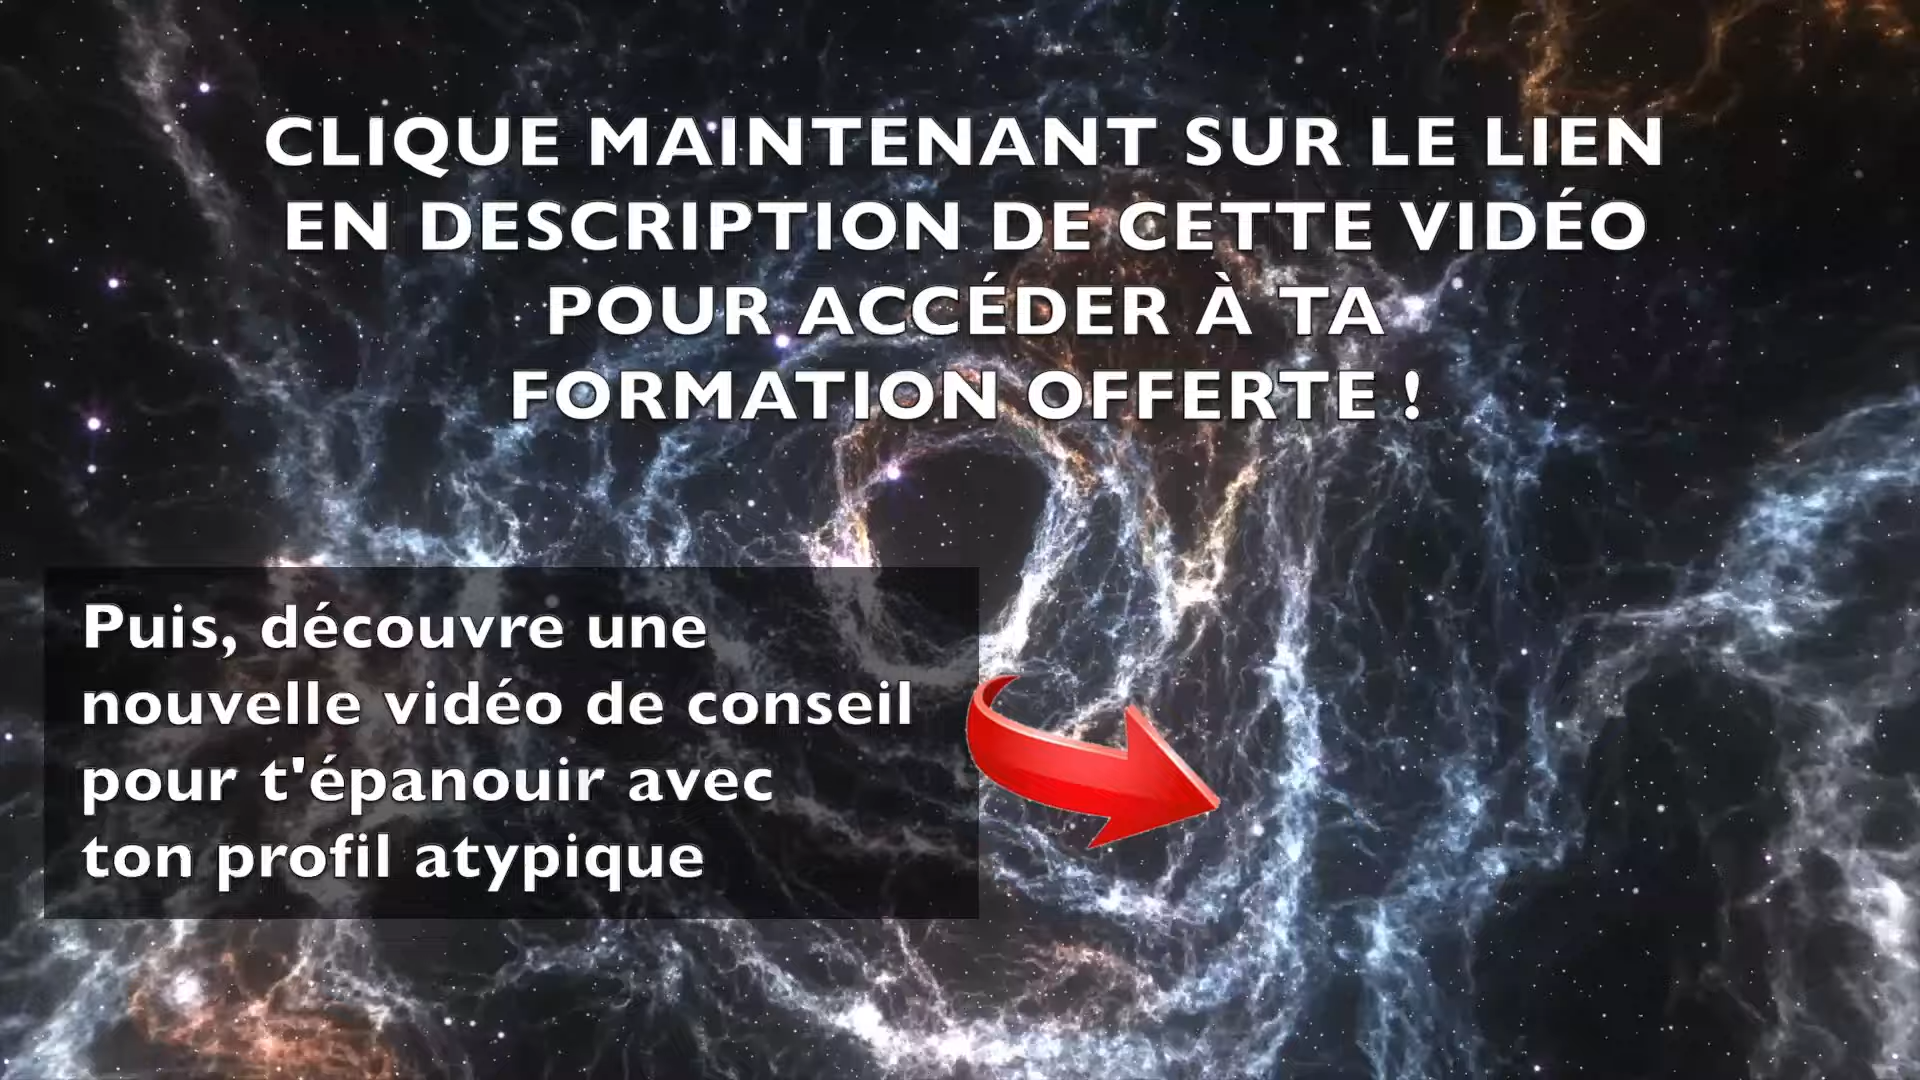 CLIQUE MAINTENANT SUR LE LIEN
EN DESCRIPTION DE CETTE VIDÉO
POUR ACCÉDER À TA
FORMATION OFFERTE !
Puis, découvre une
nouvelle vidéo de conseil
pour t'épanouir avec
ton profil atypique